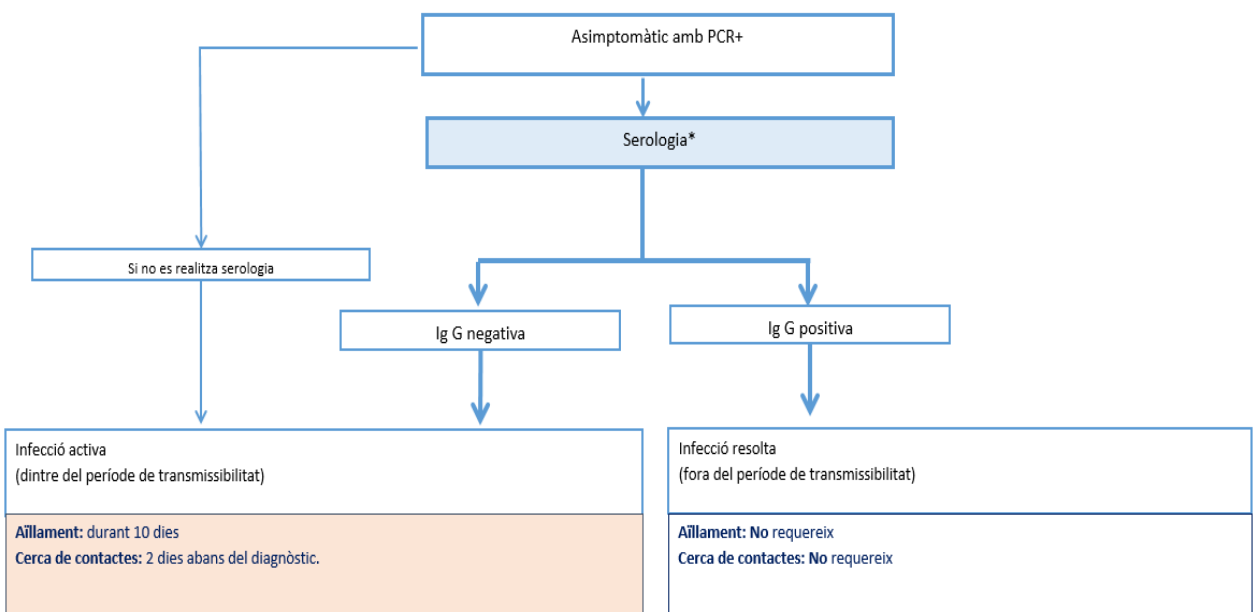 Asimptomàtic amb PCR+
Serologia*
Si no es realitza serologia
Ig G negativa
Ig G positiva
Infecció activa
(dintre del període de transmissibilitat)
Aïllament: durant 10 dies
Cerca de contactes: 2 dies abans del diagnòstic.
Infecció resolta
(fora del període de transmissibilitat)
Aïllament: No requereix
Cerca de contactes: No requereix